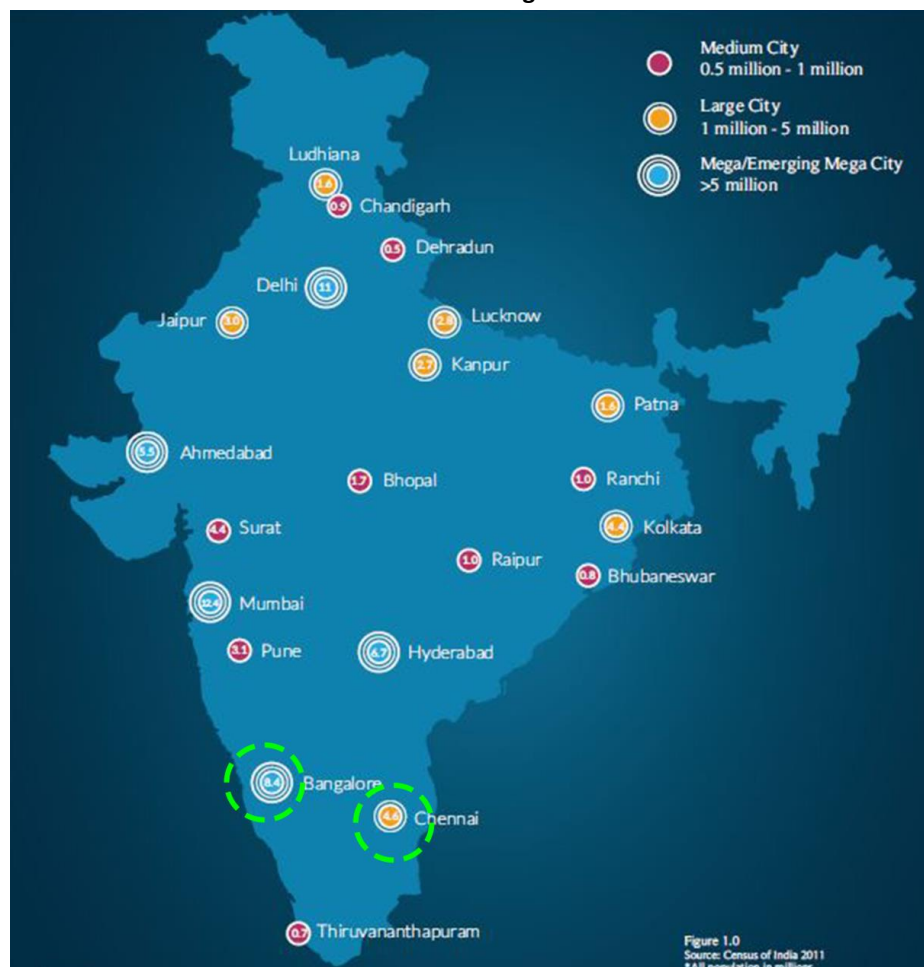 Medium City
0.5 million - 1 million
Large City
1 million - 5 million
Mega/Emerging Mega City
>5 million
Ludhiana
1.6
0.9 Chandigarh
0.5 Dehradun
Delhi 11
Jaipur 3.0
2.8 Lucknow
2.7 Kanpur
1.6 Patna
5.5 Ahmedabad
1.7 Bhopal
1.0 Ranchi
4.4 Surat
4.4 Kolkata
1.0 Raipur
0.8 Bhubaneswar
12.4 Mumbai
3.1 Pune
6.7 Hyderabad
8.4 Bangalore
4.6 Chennai
0.7 Thiruvananthapuram
Figure 1.0
Source: Census of India 2011
*All population in millions